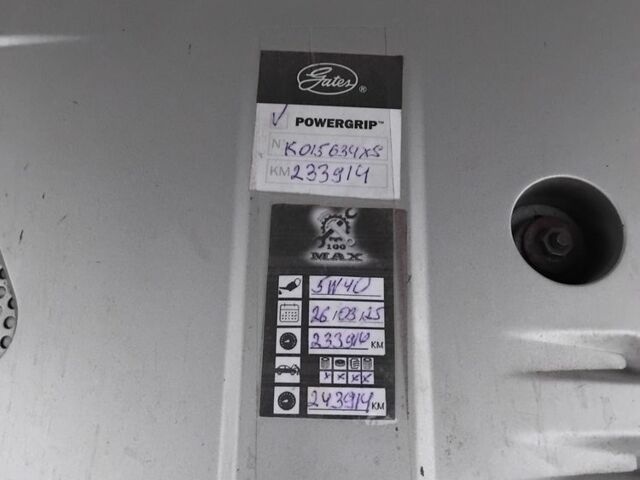 Gates®
✓ POWERGRIP™
N K015634XS
KM 233914
100
MAX
5W40
26.03.25
233914 KM
x x x x
243914 KM